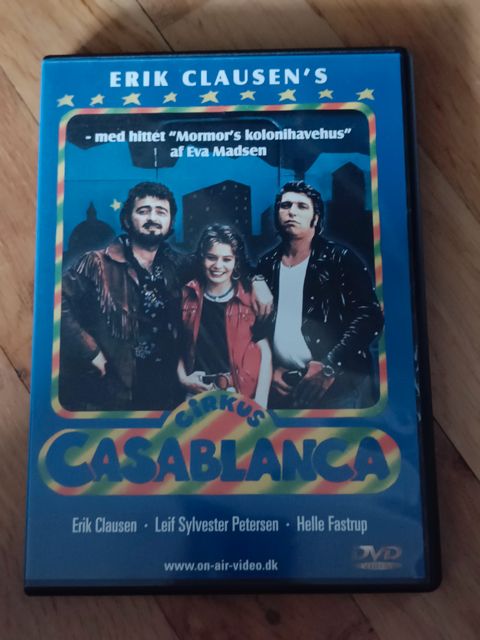 ERIK CLAUSEN'S
- med hittet "Mormor's kolonihavehus"
af Eva Madsen
CIRKUS
CASABLANCA
Erik Clausen · Leif Sylvester Petersen · Helle Fastrup
www.on-air-video.dk
DVD
VIDEO